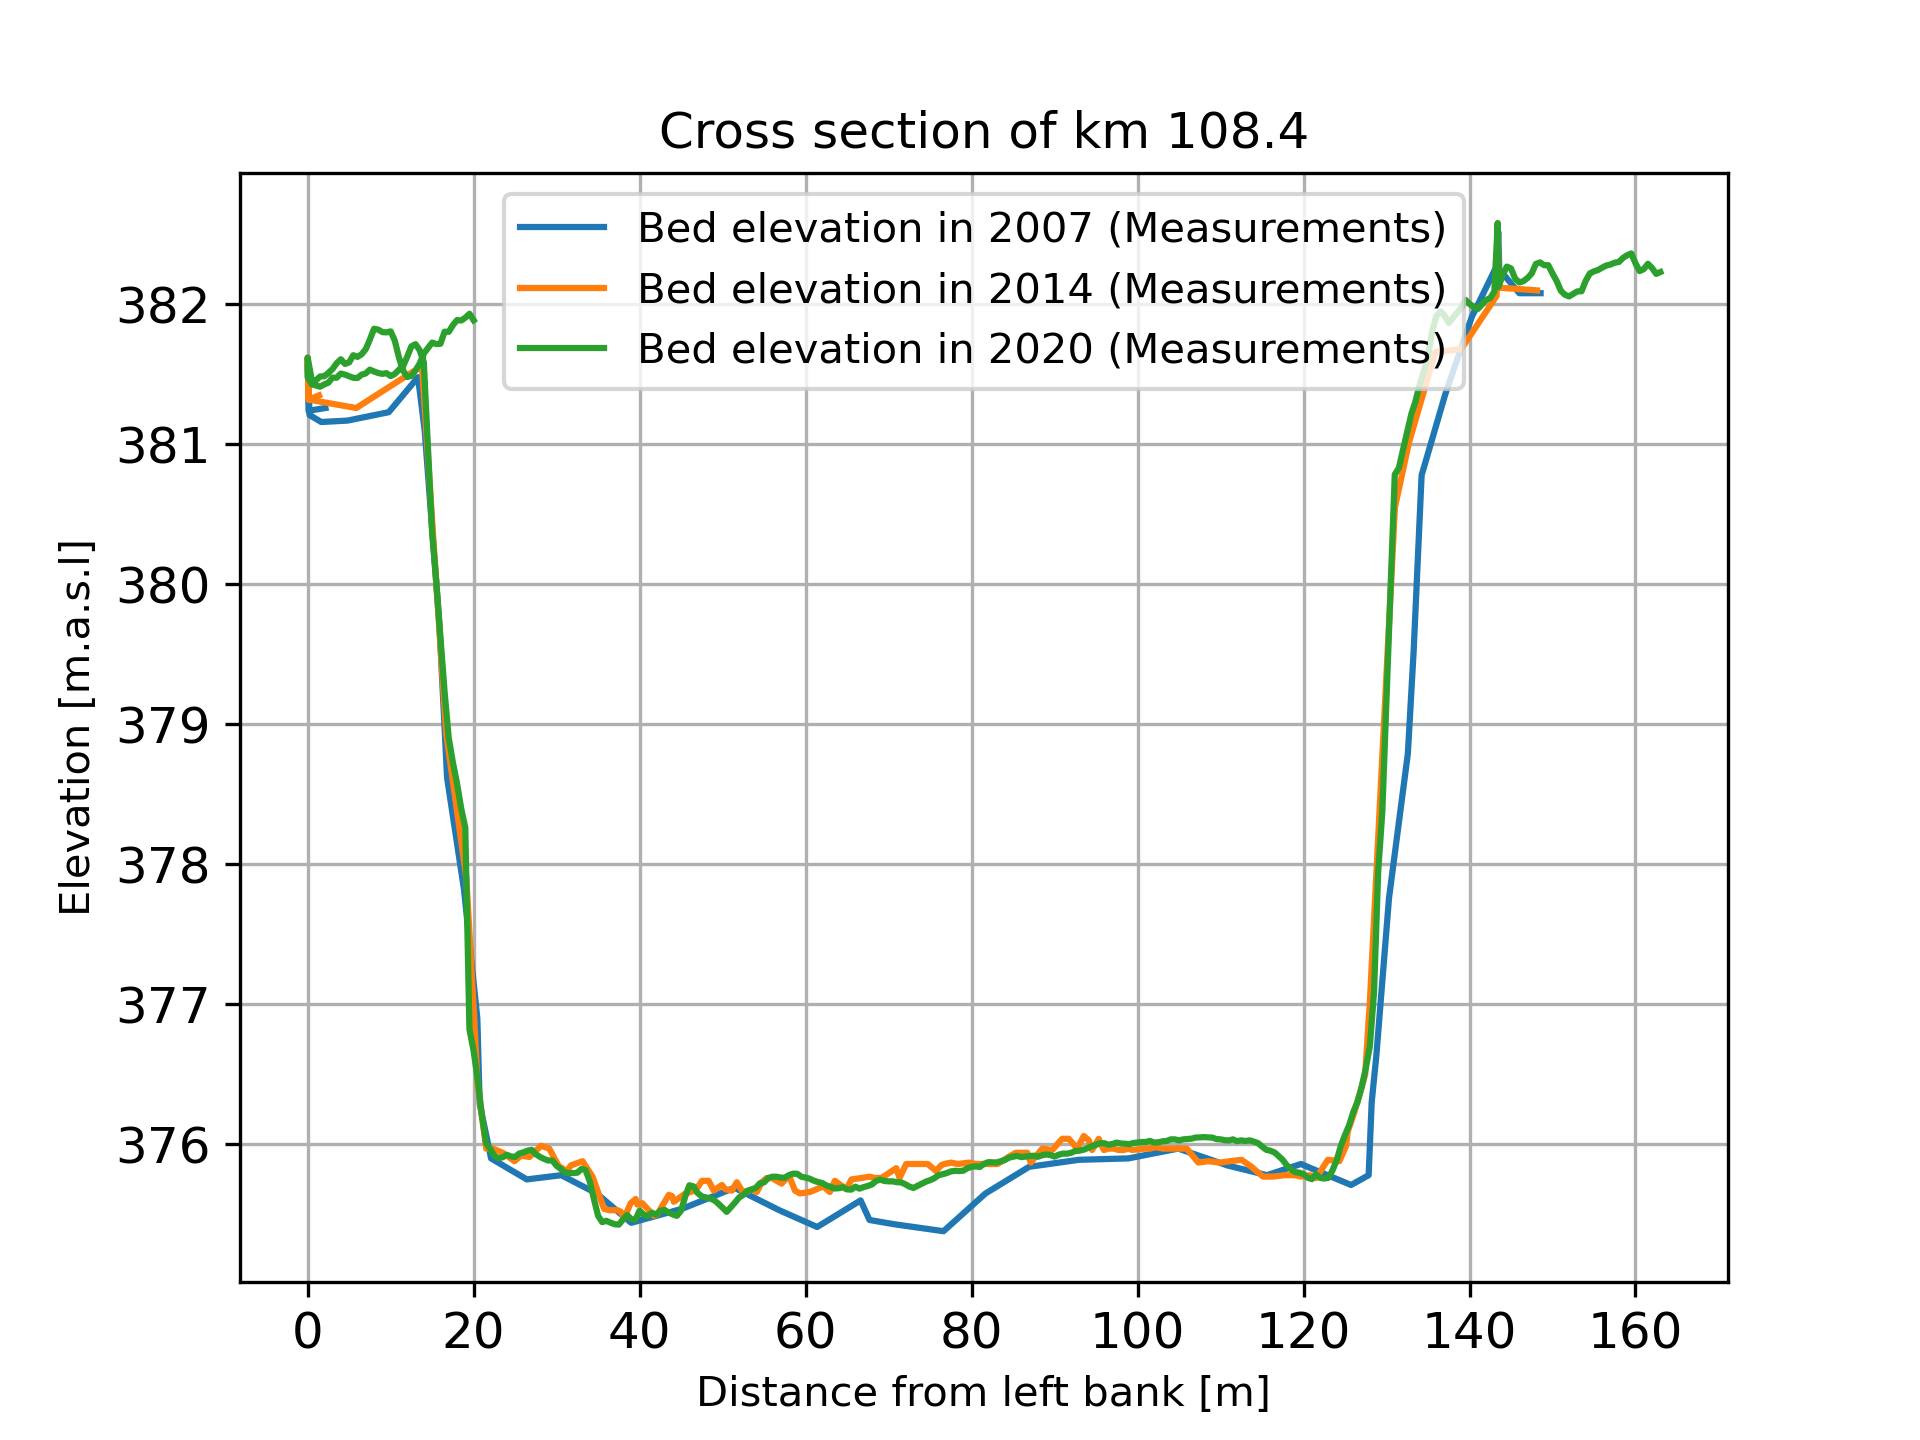 Cross section of km 108.4
Bed elevation in 2007 (Measurements)
Bed elevation in 2014 (Measurements)
Bed elevation in 2020 (Measurements)
Elevation [m.a.s.l]
382
381
380
379
378
377
376
0 20 40 60 80 100 120 140 160
Distance from left bank [m]